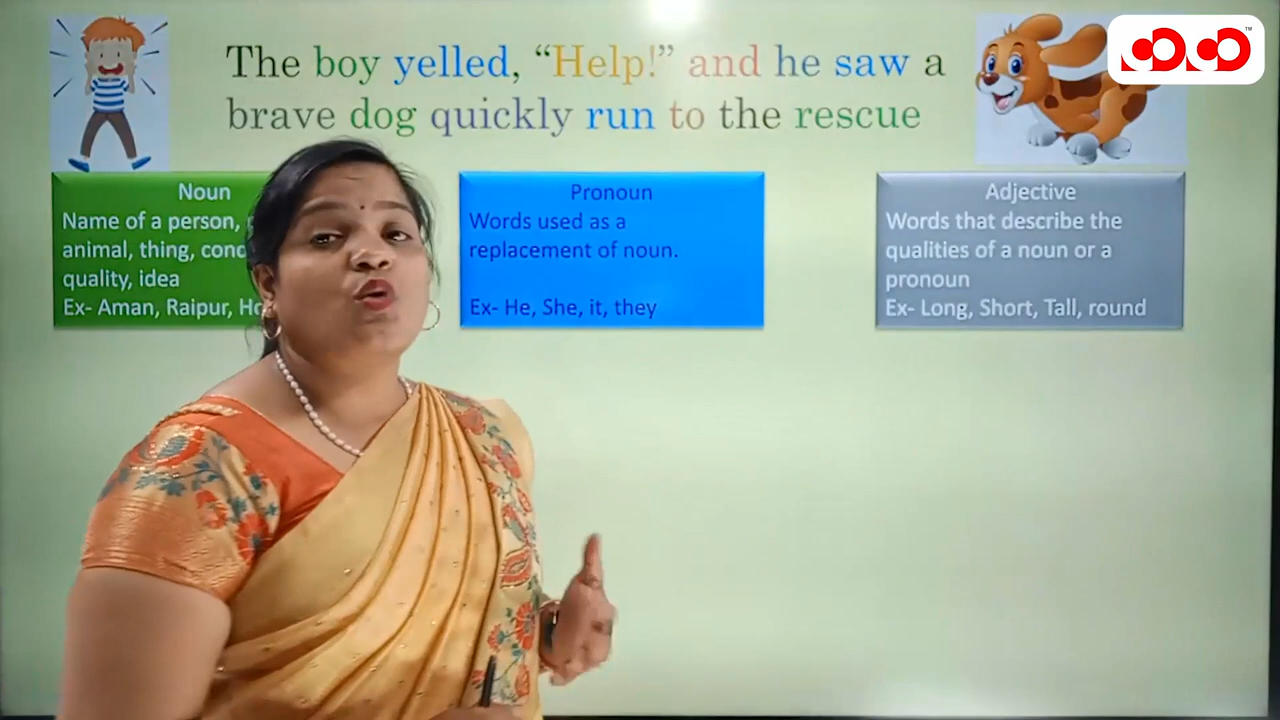 The boy yelled, “Help!” and he saw a
brave dog quickly run to the rescue
Noun
Name of a person,
animal, thing,
quality, idea
Ex- Aman, Raipur,
Pronoun
Words used as a
replacement of noun.
Ex- He, She, it, they
Adjective
Words that describe the
qualities of a noun or a
pronoun
Ex- Long, Short, Tall, round
TM